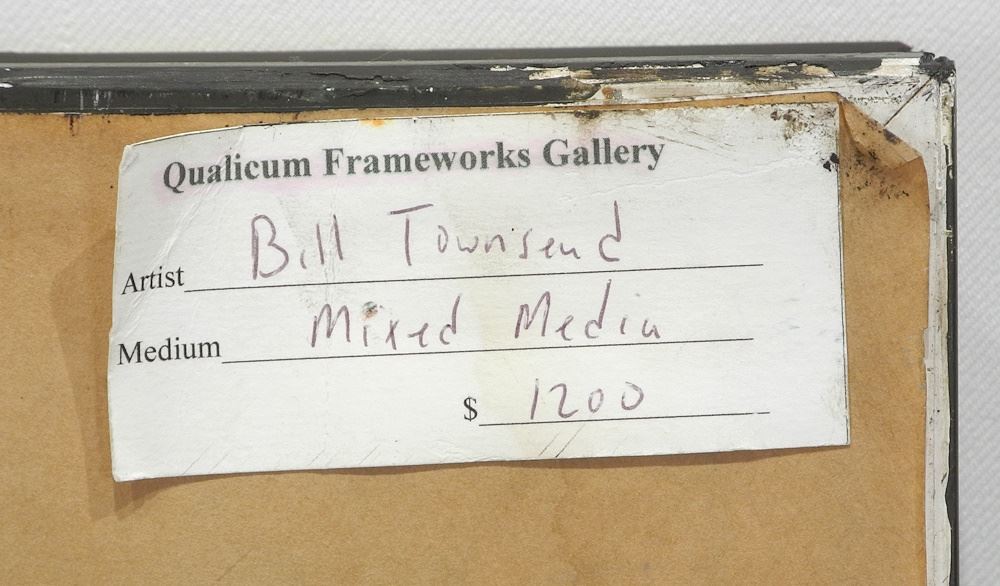 Qualicum Frameworks Gallery
Artist Bill Townsend
Medium Mixed Media
$ 1200